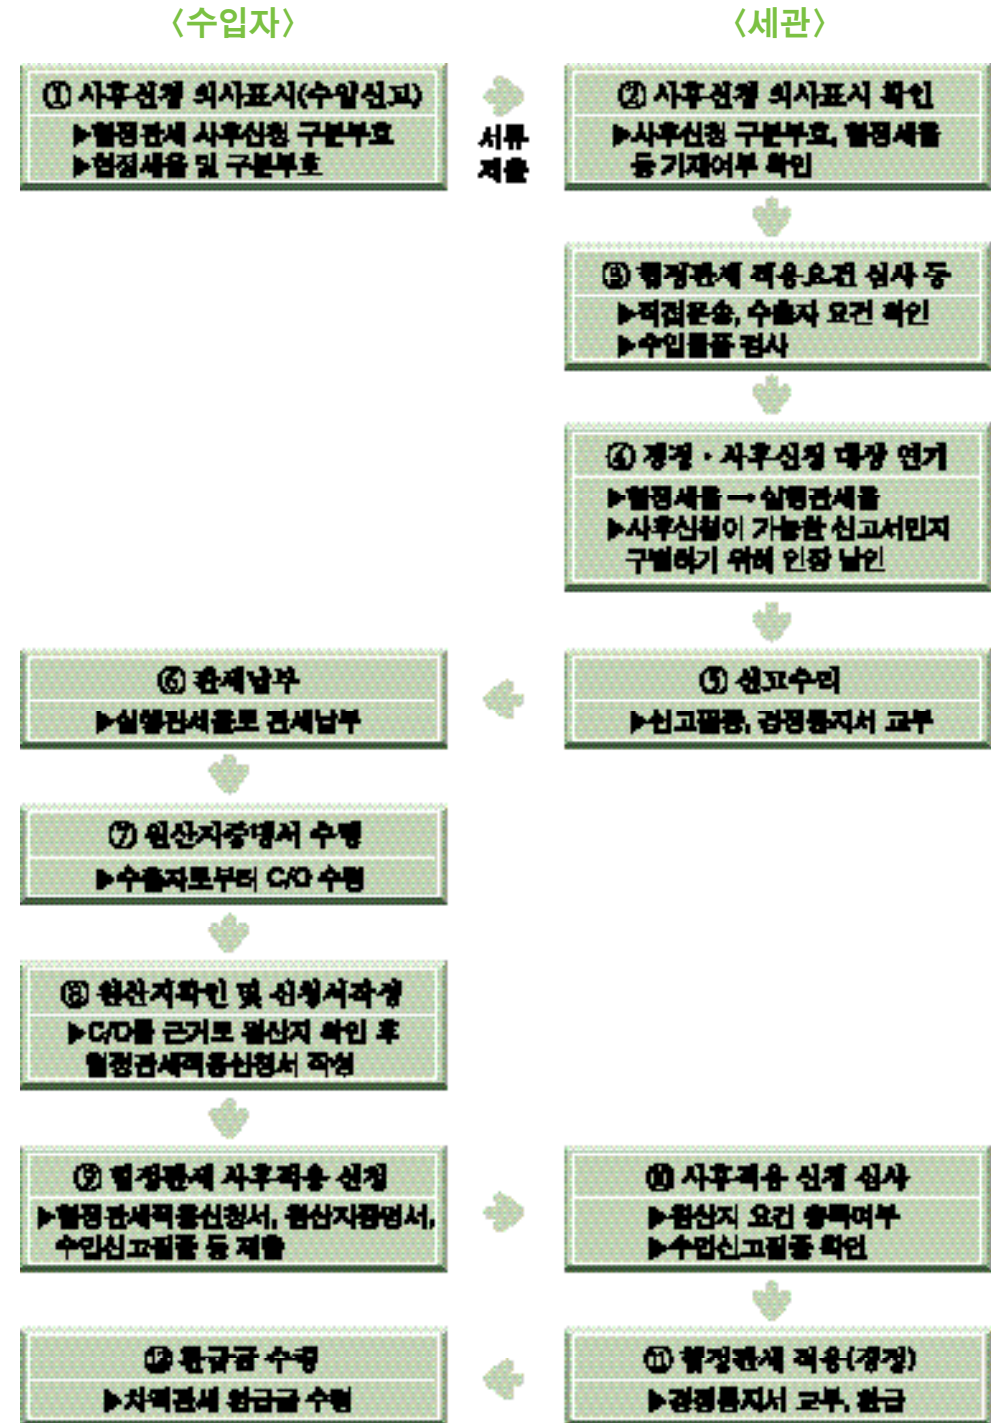 〈수입자〉
〈세관〉
① 사후신청 의사표시(수입신고)
▶협정관세 사후신청 구분부호
▶협정세율 및 구분부호
서류
제출
② 사후신청 의사표시 확인
▶사후신청 구분부호, 협정세율
등 기재여부 확인
③ 협정관세 적용요건 심사 등
▶직접운송, 수출자 요건 확인
▶수입물품 검사
④ 경정 · 사후신청 대장 연기
▶협정세율 → 실행관세율
▶사후신청이 가능한 신고서인지
구별하기 위해 인장 날인
⑤ 신고수리
▶신고필증, 경정통지서 교부
⑥ 관세납부
▶실행관세율로 관세납부
⑦ 원산지증명서 수령
▶수출자로부터 C/O 수령
⑧ 원산지확인 및 신청서작성
▶C/O를 근거로 원산지 확인 후
협정관세적용신청서 작성
⑨ 협정관세 사후적용 신청
▶협정관세적용신청서, 원산지증명서,
수입신고필증 등 제출
⑩ 사후적용 신청 심사
▶원산지 요건 충족여부
▶수입신고필증 확인
⑪ 협정관세 적용(경정)
▶경정통지서 교부, 환급
⑫ 환급금 수령
▶차액관세 환급금 수령